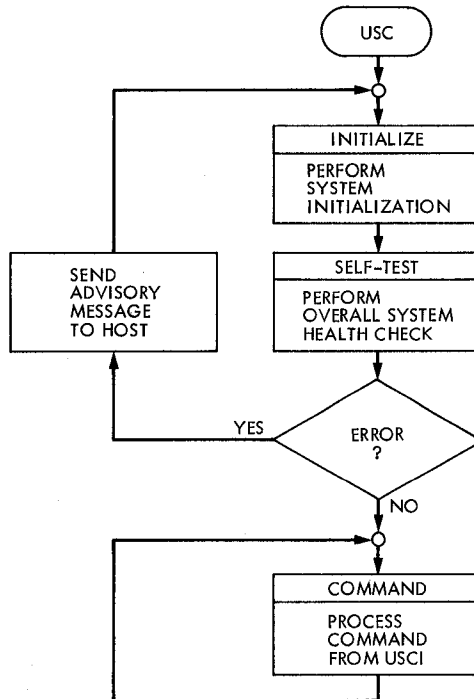 USC
INITIALIZE
PERFORM
SYSTEM
INITIALIZATION
SEND
ADVISORY
MESSAGE
TO HOST
SELF-TEST
PERFORM
OVERALL SYSTEM
HEALTH CHECK
YES
ERROR
?
NO
COMMAND
PROCESS
COMMAND
FROM USCI